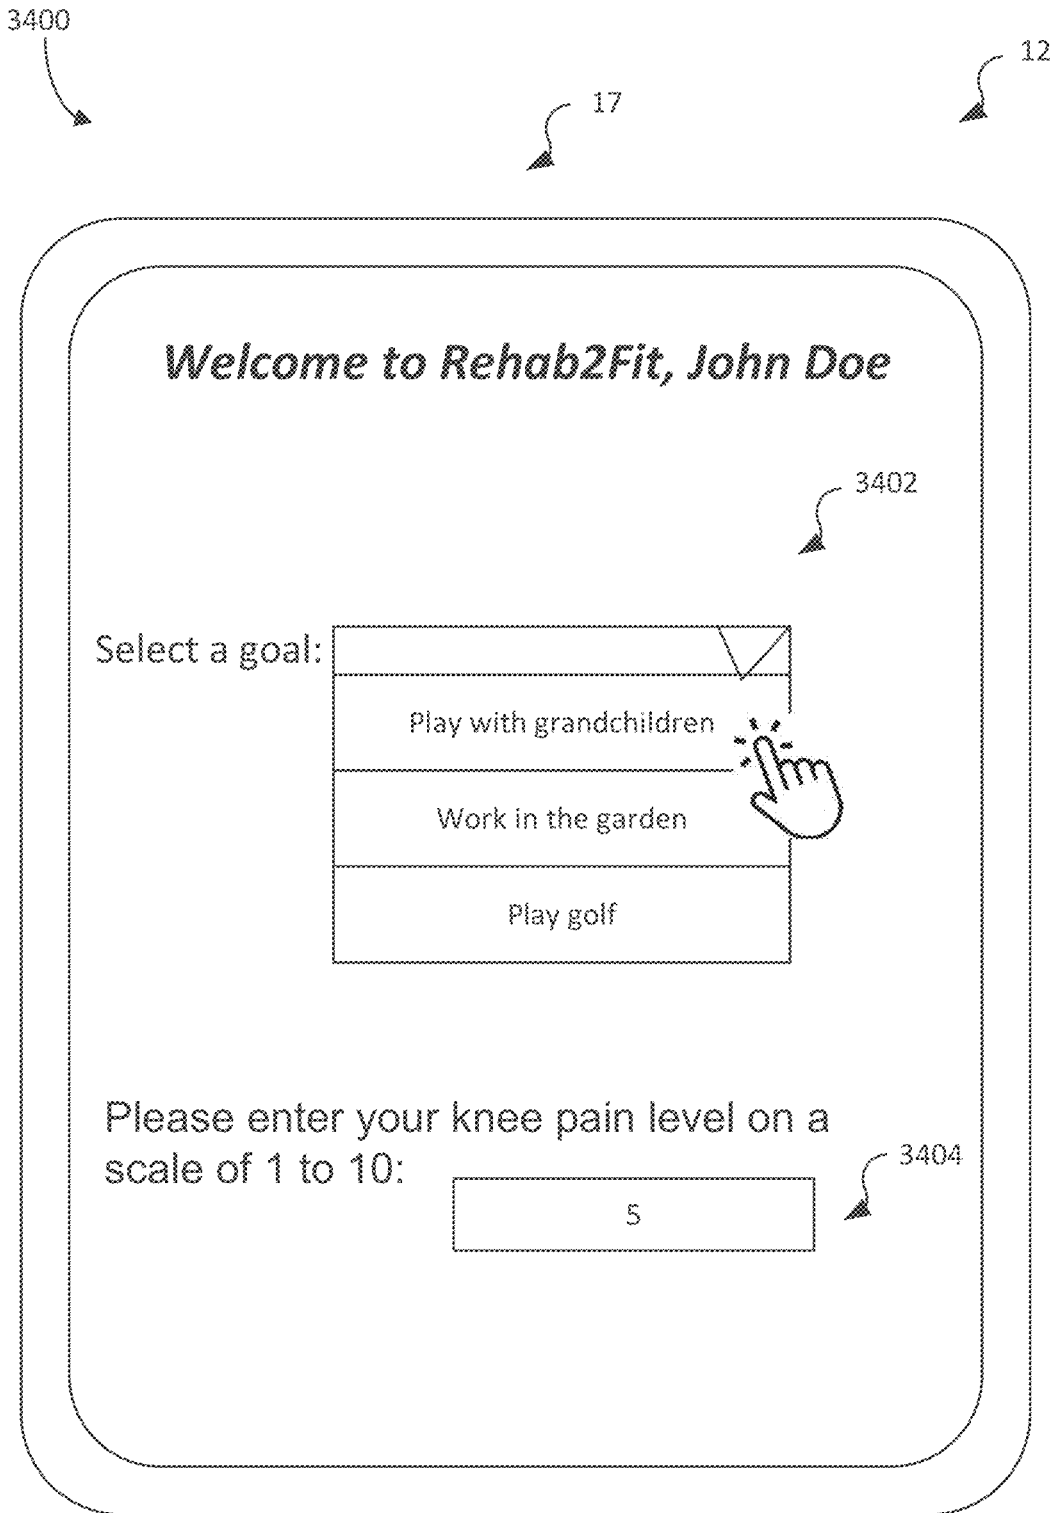 3400
12
17
Welcome to Rehab2Fit, John Doe
3402
Select a goal:
Play with grandchildren
Work in the garden
Play golf
Please enter your knee pain level on a
scale of 1 to 10:
3404
5